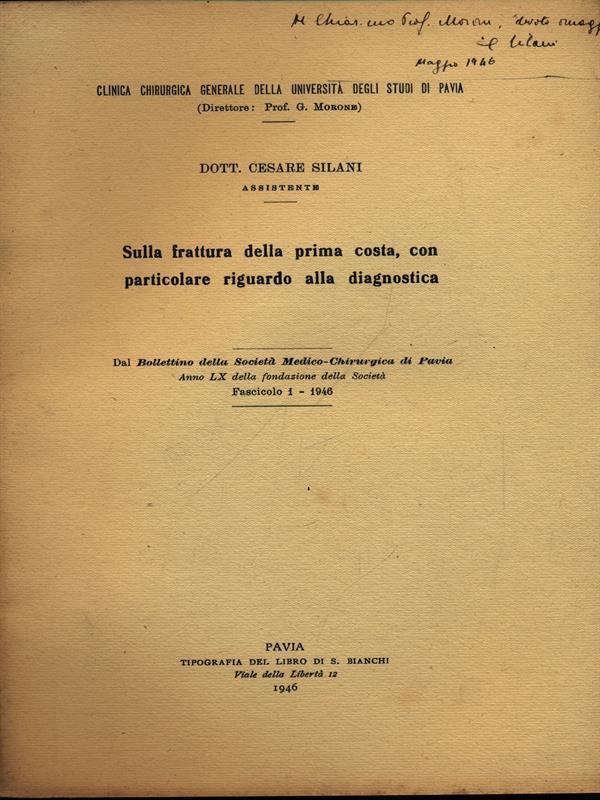 Al Chiar.mo Prof. Morone, devoto omagg
Silani
Maggio 1946
CLINICA CHIRURGICA GENERALE DELLA UNIVERSITÀ DEGLI STUDI DI PAVIA
(Direttore: Prof. G. MORONE)
DOTT. CESARE SILANI
ASSISTENTE
Sulla frattura della prima costa, con
particolare riguardo alla diagnostica
Dal Bollettino della Società Medico-Chirurgica di Pavia
Anno LX della fondazione della Società
Fascicolo 1 - 1946
PAVIA
TIPOGRAFIA DEL LIBRO DI S. BIANCHI
Viale della Libertà 12
1946